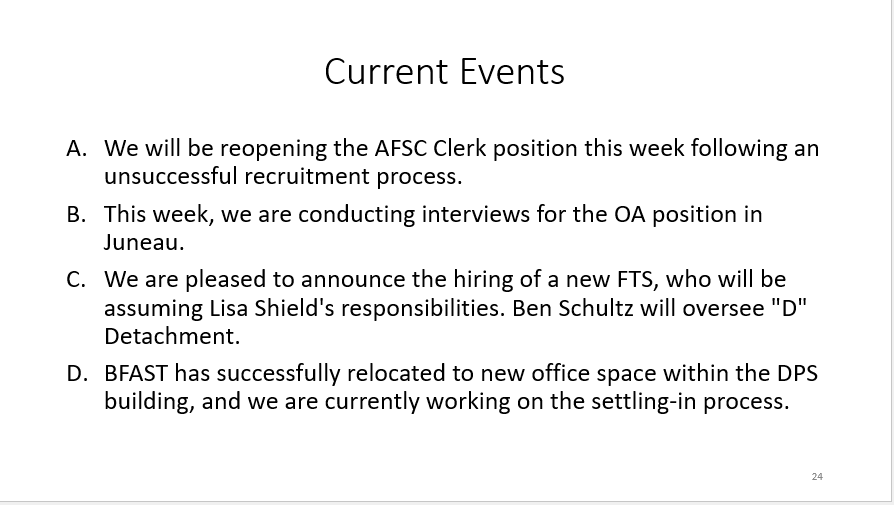 Current Events
A. We will be reopening the AFSC Clerk position this week following an
unsuccessful recruitment process.
B. This week, we are conducting interviews for the OA position in
Juneau.
C. We are pleased to announce the hiring of a new FTS, who will be
assuming Lisa Shield's responsibilities. Ben Schultz will oversee "D"
Detachment.
D. BFAST has successfully relocated to new office space within the DPS
building, and we are currently working on the settling-in process.
24